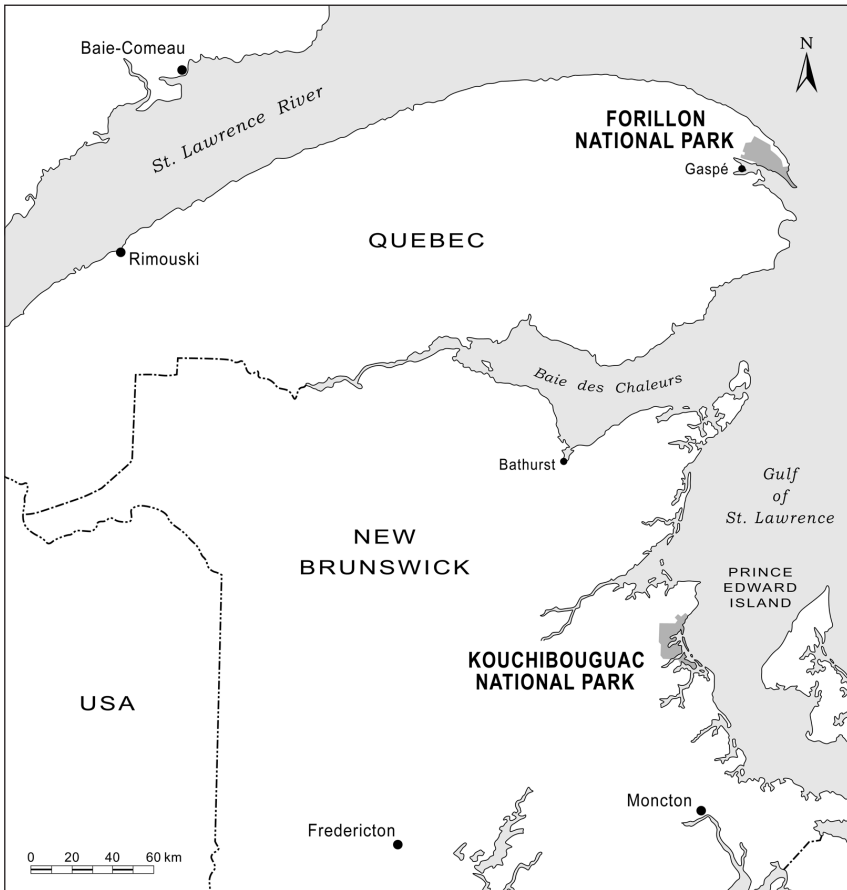 Baie-Comeau
N
St. Lawrence River
FORILLON
NATIONAL PARK
Gaspé
QUEBEC
Rimouski
Baie des Chaleurs
Bathurst
Gulf
of
St. Lawrence
NEW
BRUNSWICK
PRINCE
EDWARD
ISLAND
KOUCHIBOUGUAC
NATIONAL PARK
USA
Moncton
Fredericton
0 20 40 60 km